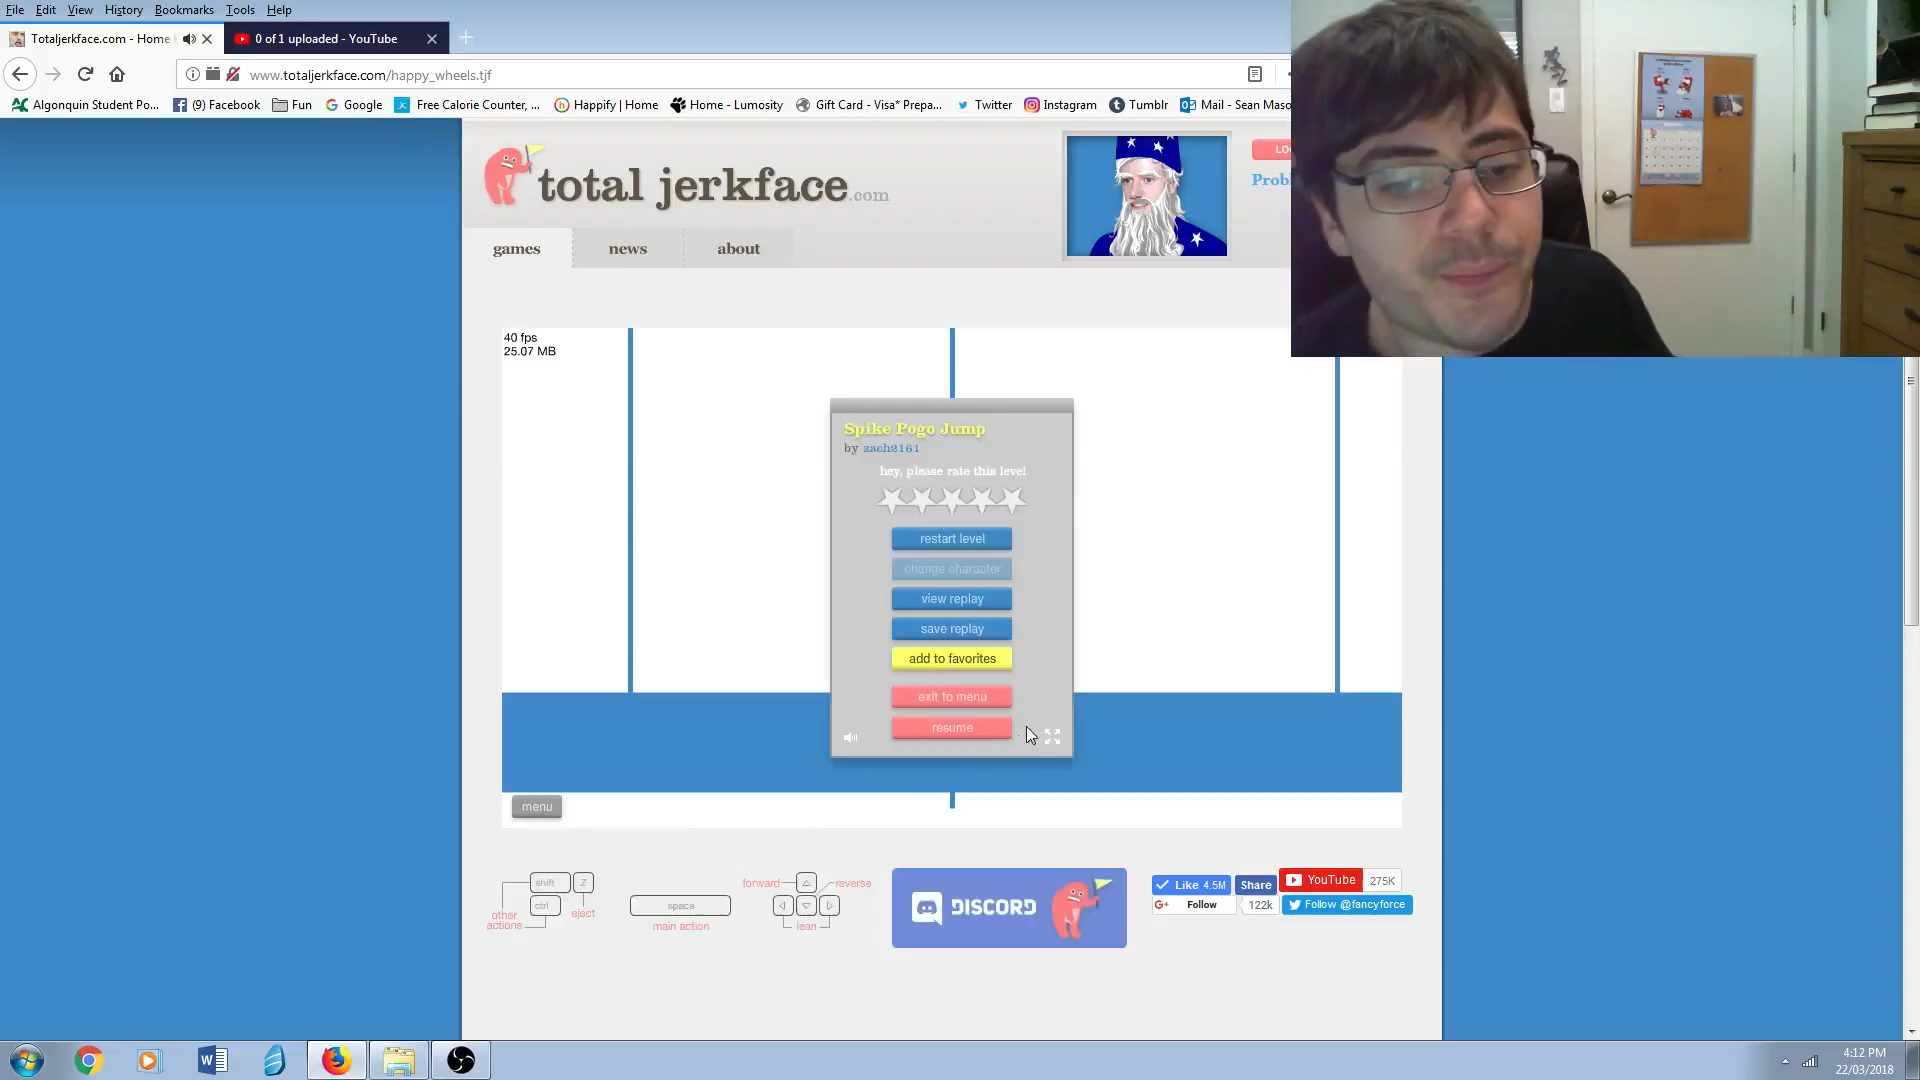 File Edit View History Bookmarks Tools Help
Totaljerkface.com - Home
0 of 1 uploaded - YouTube
www.totaljerkface.com/happy_wheels.tjf
Algonquin Student Po... (9) Facebook Fun Google Free Calorie Counter, ... Happify | Home Home - Lumosity Gift Card - Visa* Prepa... Twitter Instagram Tumblr Mail - Sean Maso
total jerkface.com
LO
Probl
games news about
40 fps
25.07 MB
Spike Pogo Jump
by zach2161
hey, please rate this level
restart level
change character
view replay
save replay
add to favorites
exit to menu
resume
menu
shift Z
ctrl
other actions
eject
space
main action
forward reverse
lean
DISCORD
Like 4.5M Share YouTube 275K
G+ Follow 122k Follow @fancyforce
4:12 PM
22/03/2018